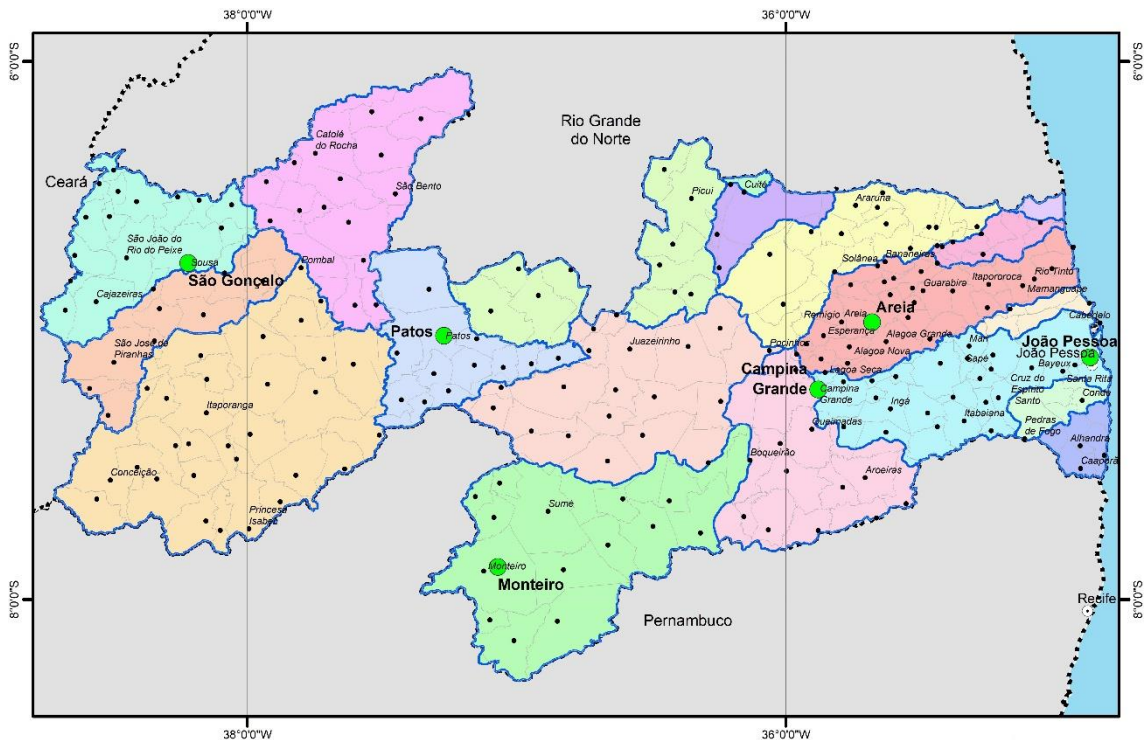 38°0'0"W
36°0'0"W
6°0'0"S
6°0'0"S
Rio Grande
do Norte
Catolé
do Rocha
Ceará
São Bento
Picuí
Cuité
Araruna
São João do
Rio do Peixe
Sousa
São Gonçalo
Pombal
Solânea
Bananeiras
Itapororoca
Rio Tinto
Guarabira
Mamanguape
Cajazeiras
Areia
Remígio
Areia
Esperança
Cabedelo
Patos
Patos
Alagoa Grande
João Pessoa
João Pessoa
São José de
Piranhas
Juazeirinho
Pocinhos
Alagoa Nova
Mari
Sapé
Bayeux
Campina
Grande
Lagoa Seca
Campina
Grande
Cruz do
Espírito
Santo
Santa Rita
Conde
Itaporanga
Ingá
Itabaiana
Queimadas
Pedras
de Fogo
Alhandra
Caaporã
Boqueirão
Aroeiras
Conceição
Princesa
Isabel
Sumé
Monteiro
Monteiro
Pernambuco
Recife
8°0'0"S
8°0'0"S
38°0'0"W
36°0'0"W